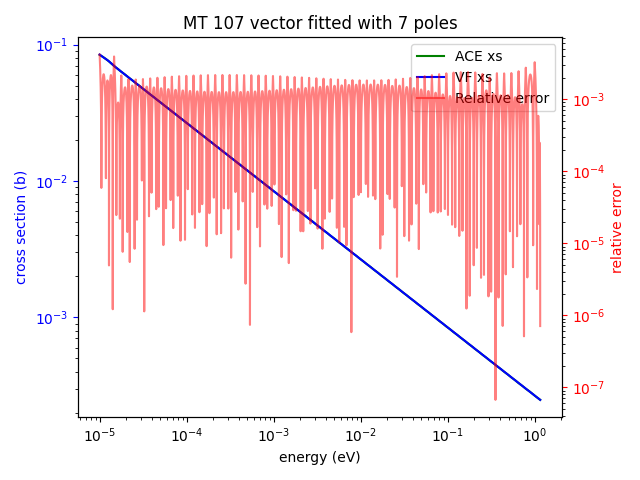 MT 107 vector fitted with 7 poles
ACE xs
VF xs
Relative error
cross section (b)
10⁻¹
10⁻²
10⁻³
10⁻³
10⁻⁴
10⁻⁵
10⁻⁶
10⁻⁷
relative error
10⁻⁵ 10⁻⁴ 10⁻³ 10⁻² 10⁻¹ 10⁰
energy (eV)